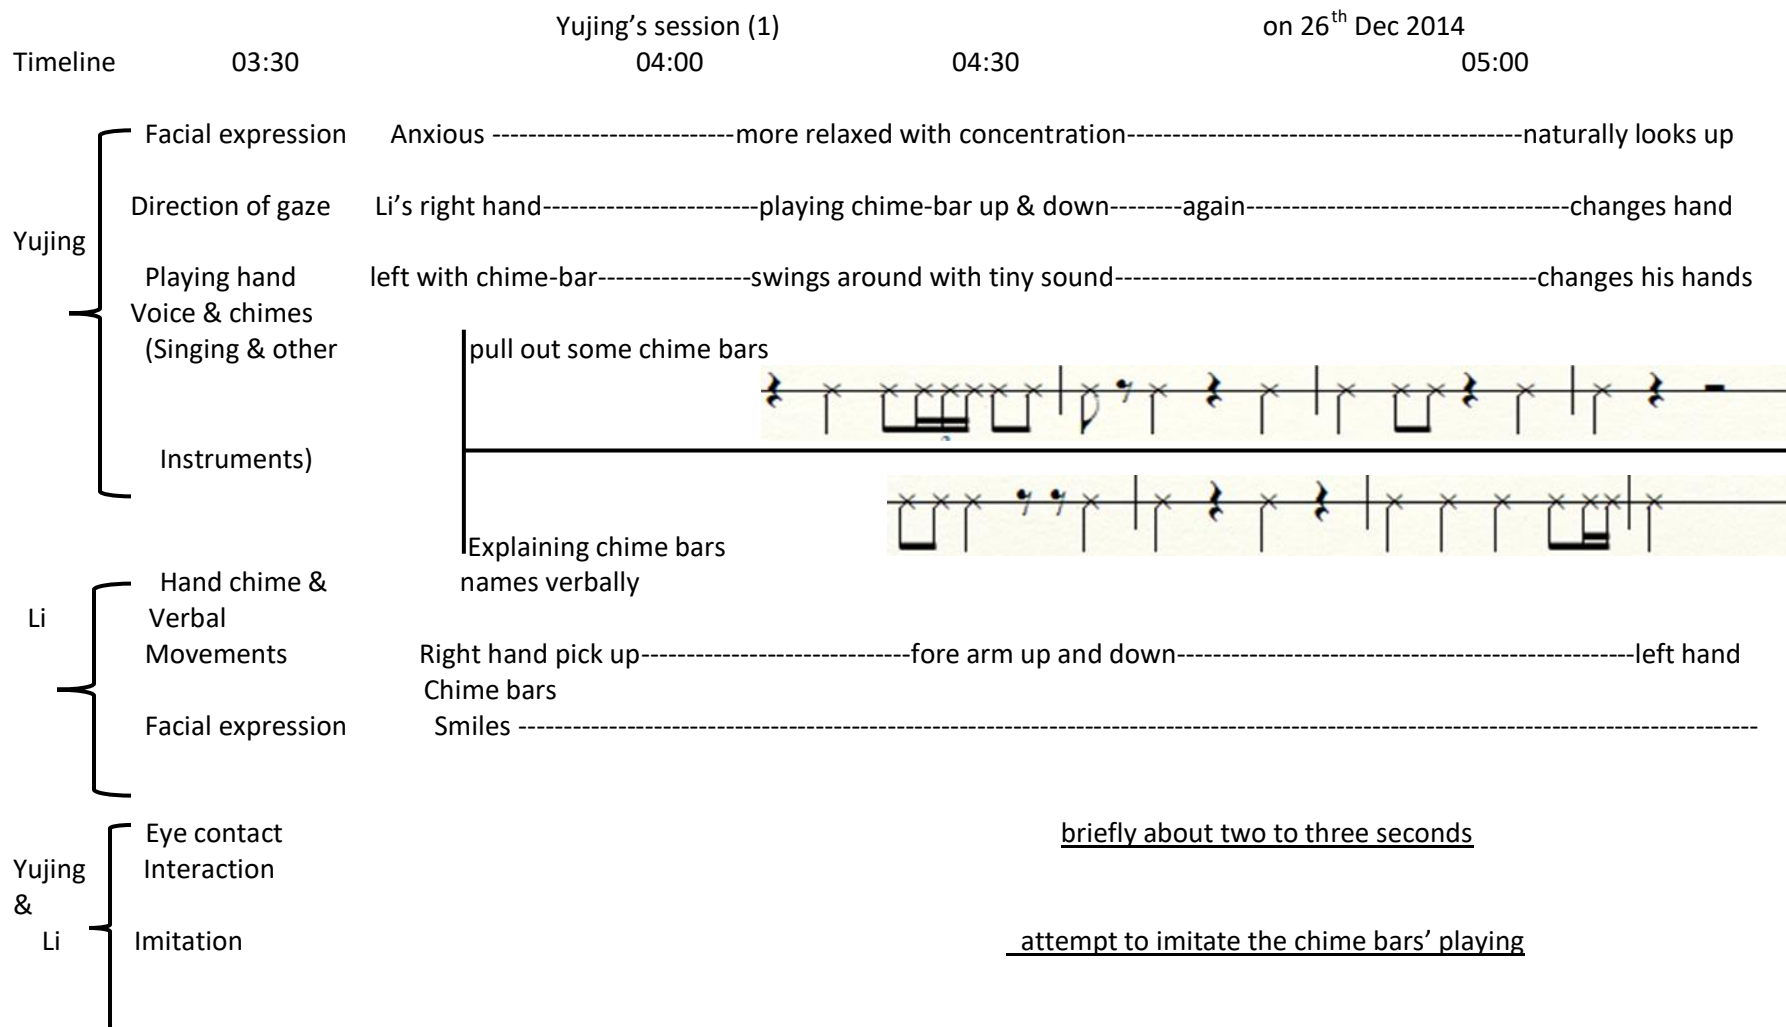 Yujing’s session (1) on 26th Dec 2014
Timeline 03:30 04:00 04:30 05:00
Facial expression Anxious ---------------------------more relaxed with concentration--------------------------------------------naturally looks up
Direction of gaze Li’s right hand------------------------playing chime-bar up & down--------again------------------------------------changes hand
Yujing
Playing hand left with chime-bar-----------------swings around with tiny sound-----------------------------------------------changes his hands
Voice & chimes
(Singing & other pull out some chime bars
Instruments)
Explaining chime bars
Hand chime & names verbally
Li Verbal
Movements Right hand pick up------------------------------fore arm up and down---------------------------------------------------left hand
Chime bars
Facial expression Smiles ------------------------------------------------------------------------------------------------------------------------------------------
Eye contact briefly about two to three seconds
Yujing Interaction
&
Li Imitation attempt to imitate the chime bars’ playing